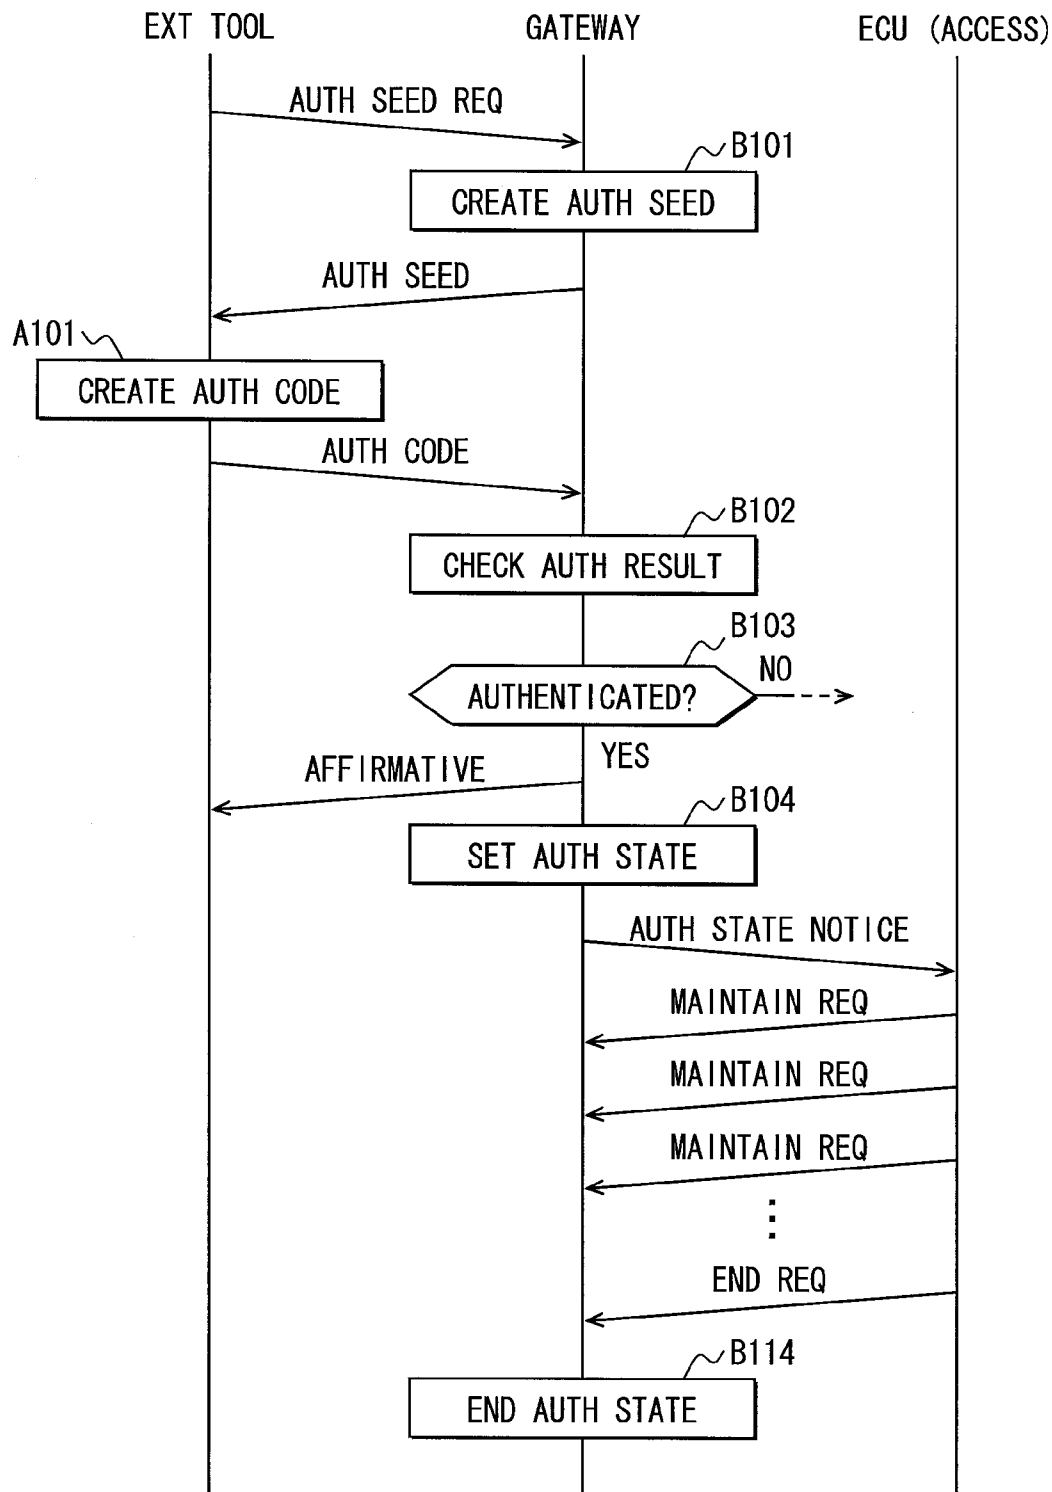 EXT TOOL
GATEWAY
ECU (ACCESS)
AUTH SEED REQ
B101
CREATE AUTH SEED
AUTH SEED
A101
CREATE AUTH CODE
AUTH CODE
B102
CHECK AUTH RESULT
B103
AUTHENTICATED?
NO
YES
AFFIRMATIVE
B104
SET AUTH STATE
AUTH STATE NOTICE
MAINTAIN REQ
MAINTAIN REQ
MAINTAIN REQ
END REQ
B114
END AUTH STATE